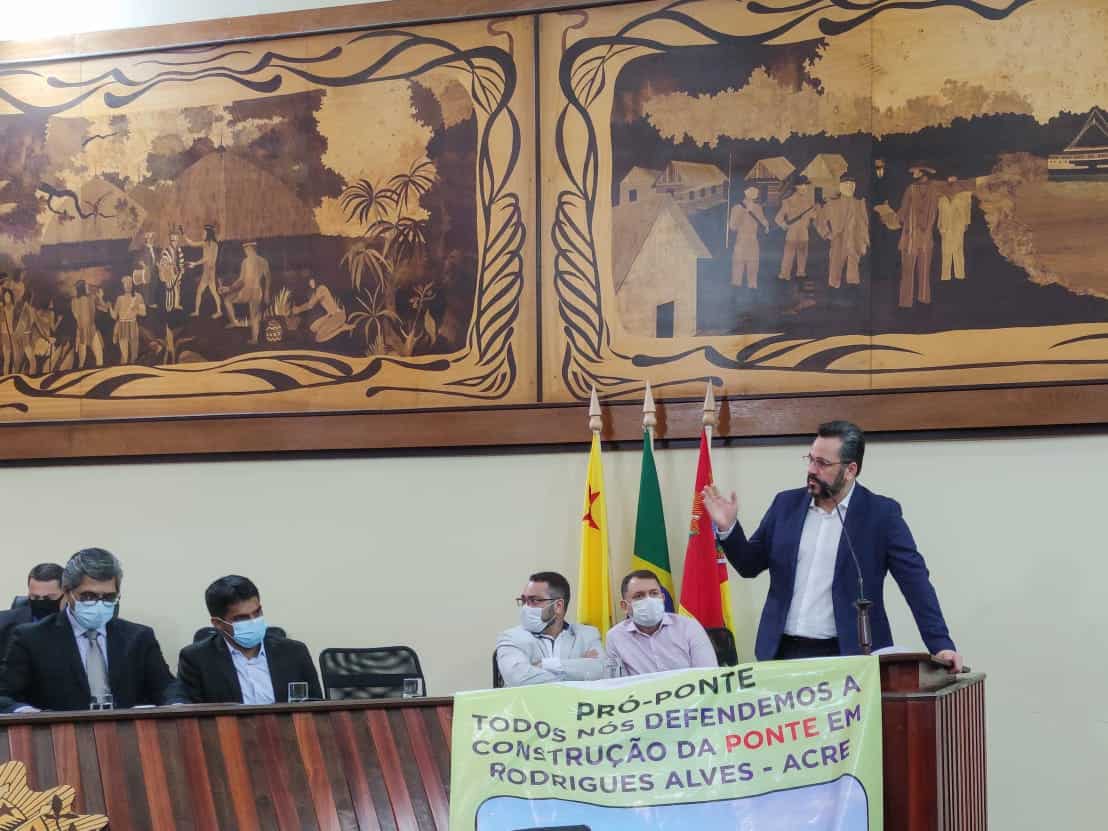 PRÓ-PONTE
TODOS NÓS DEFENDEMOS A
CONSTRUÇÃO DA PONTE EM
RODRIGUES ALVES - ACRE